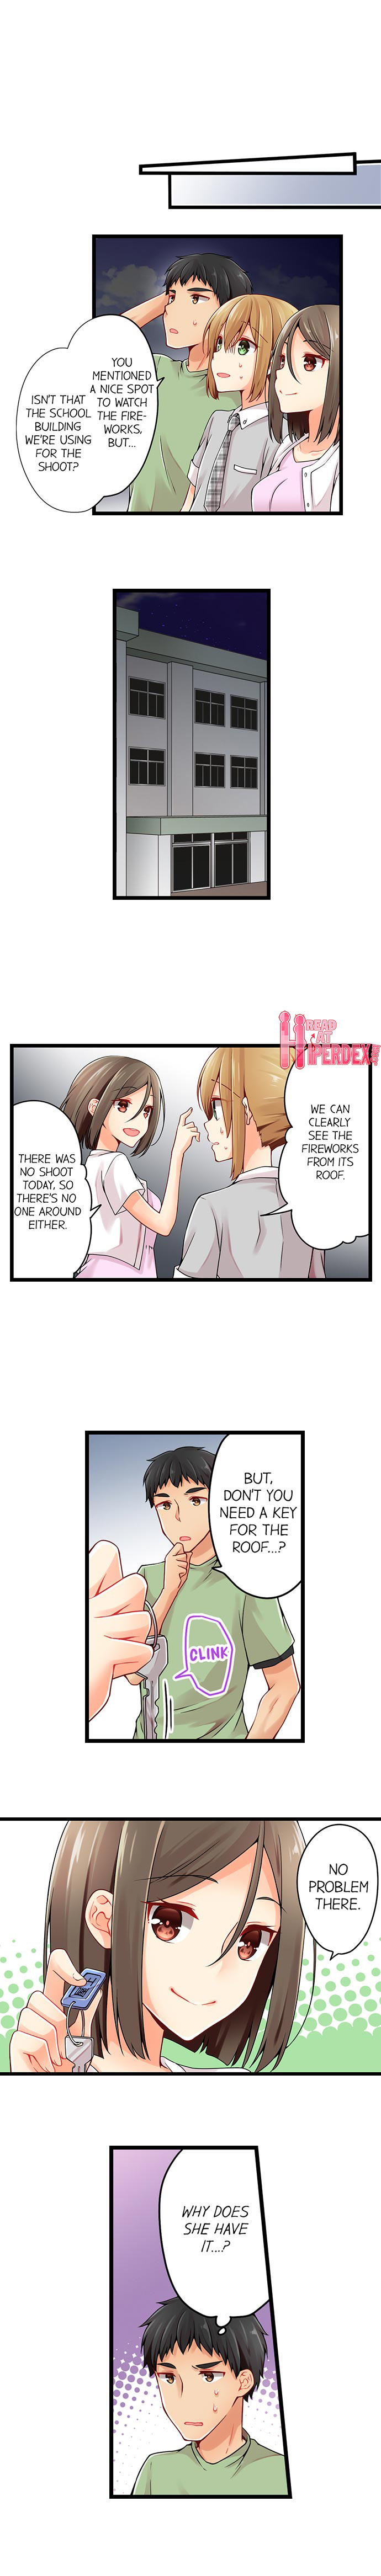 YOU
MENTIONED
A NICE SPOT
TO WATCH
THE FIRE-
WORKS,
BUT...
ISN'T THAT
THE SCHOOL
BUILDING
WE'RE USING
FOR THE
SHOOT?
READ
AT
HIPERDEX!!
WE CAN
CLEARLY
SEE THE
FIREWORKS
FROM ITS
ROOF.
THERE WAS
NO SHOOT
TODAY, SO
THERE'S NO
ONE AROUND
EITHER.
BUT,
DON'T YOU
NEED A KEY
FOR THE
ROOF...?
CLINK
NO
PROBLEM
THERE.
WHY DOES
SHE HAVE
IT...?